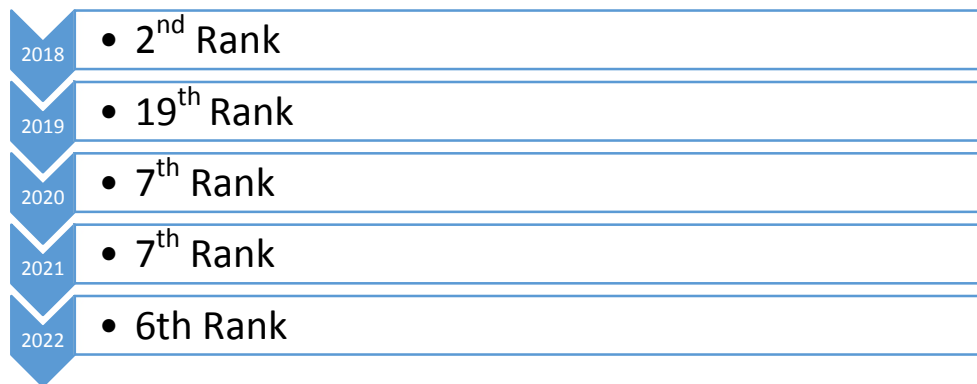 2018
• 2nd Rank
2019
• 19th Rank
2020
• 7th Rank
2021
• 7th Rank
2022
• 6th Rank